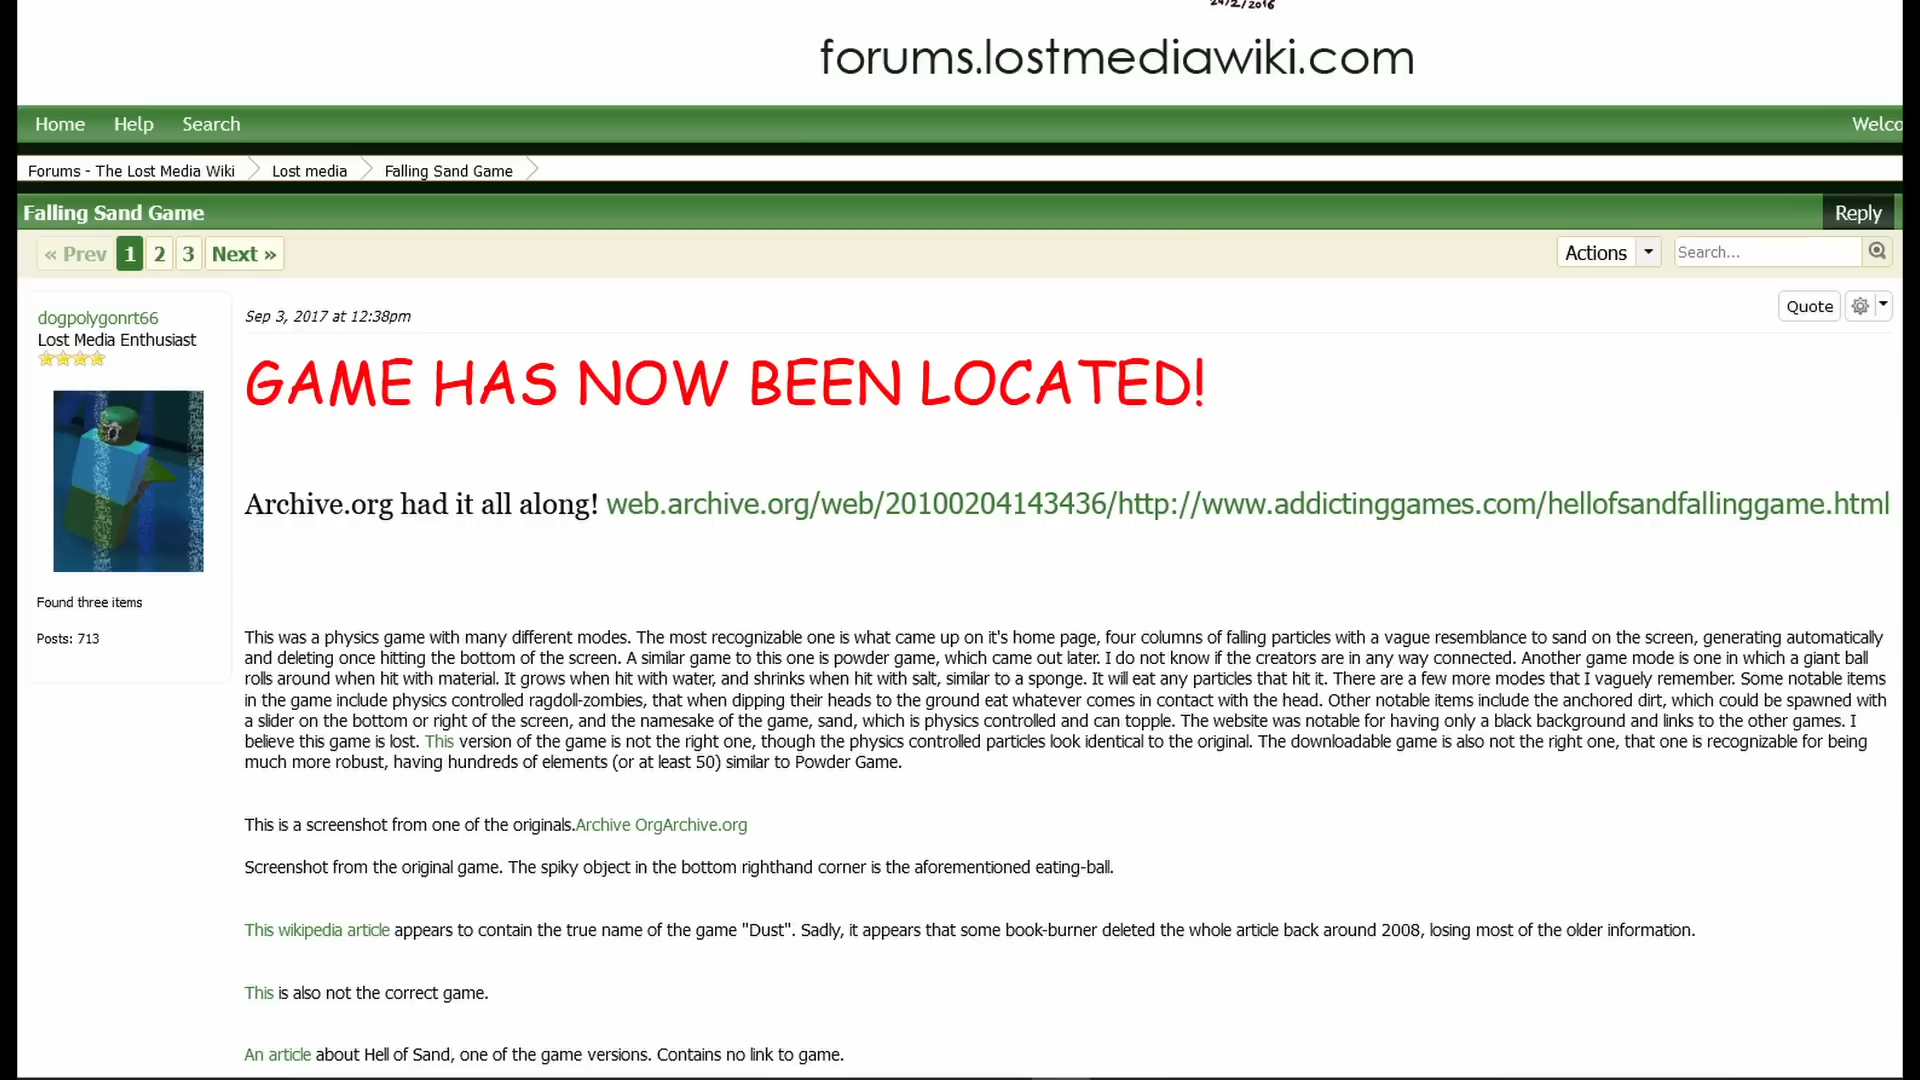 24/2/2016
forums.lostmediawiki.com
Home Help Search Welco
Forums - The Lost Media Wiki Lost media Falling Sand Game
Falling Sand Game Reply
« Prev 1 2 3 Next » Actions Search...
dogpolygonrt66
Lost Media Enthusiast
Found three items
Posts: 713
Sep 3, 2017 at 12:38pm Quote
GAME HAS NOW BEEN LOCATED!
Archive.org had it all along! web.archive.org/web/20100204143436/http://www.addictinggames.com/hellofsandfallinggame.html
This was a physics game with many different modes. The most recognizable one is what came up on it's home page, four columns of falling particles with a vague resemblance to sand on the screen, generating automatically
and deleting once hitting the bottom of the screen. A similar game to this one is powder game, which came out later. I do not know if the creators are in any way connected. Another game mode is one in which a giant ball
rolls around when hit with material. It grows when hit with water, and shrinks when hit with salt, similar to a sponge. It will eat any particles that hit it. There are a few more modes that I vaguely remember. Some notable items
in the game include physics controlled ragdoll-zombies, that when dipping their heads to the ground eat whatever comes in contact with the head. Other notable items include the anchored dirt, which could be spawned with
a slider on the bottom or right of the screen, and the namesake of the game, sand, which is physics controlled and can topple. The website was notable for having only a black background and links to the other games. I
believe this game is lost. This version of the game is not the right one, though the physics controlled particles look identical to the original. The downloadable game is also not the right one, that one is recognizable for being
much more robust, having hundreds of elements (or at least 50) similar to Powder Game.
This is a screenshot from one of the originals.Archive OrgArchive.org
Screenshot from the original game. The spiky object in the bottom righthand corner is the aforementioned eating-ball.
This wikipedia article appears to contain the true name of the game "Dust". Sadly, it appears that some book-burner deleted the whole article back around 2008, losing most of the older information.
This is also not the correct game.
An article about Hell of Sand, one of the game versions. Contains no link to game.